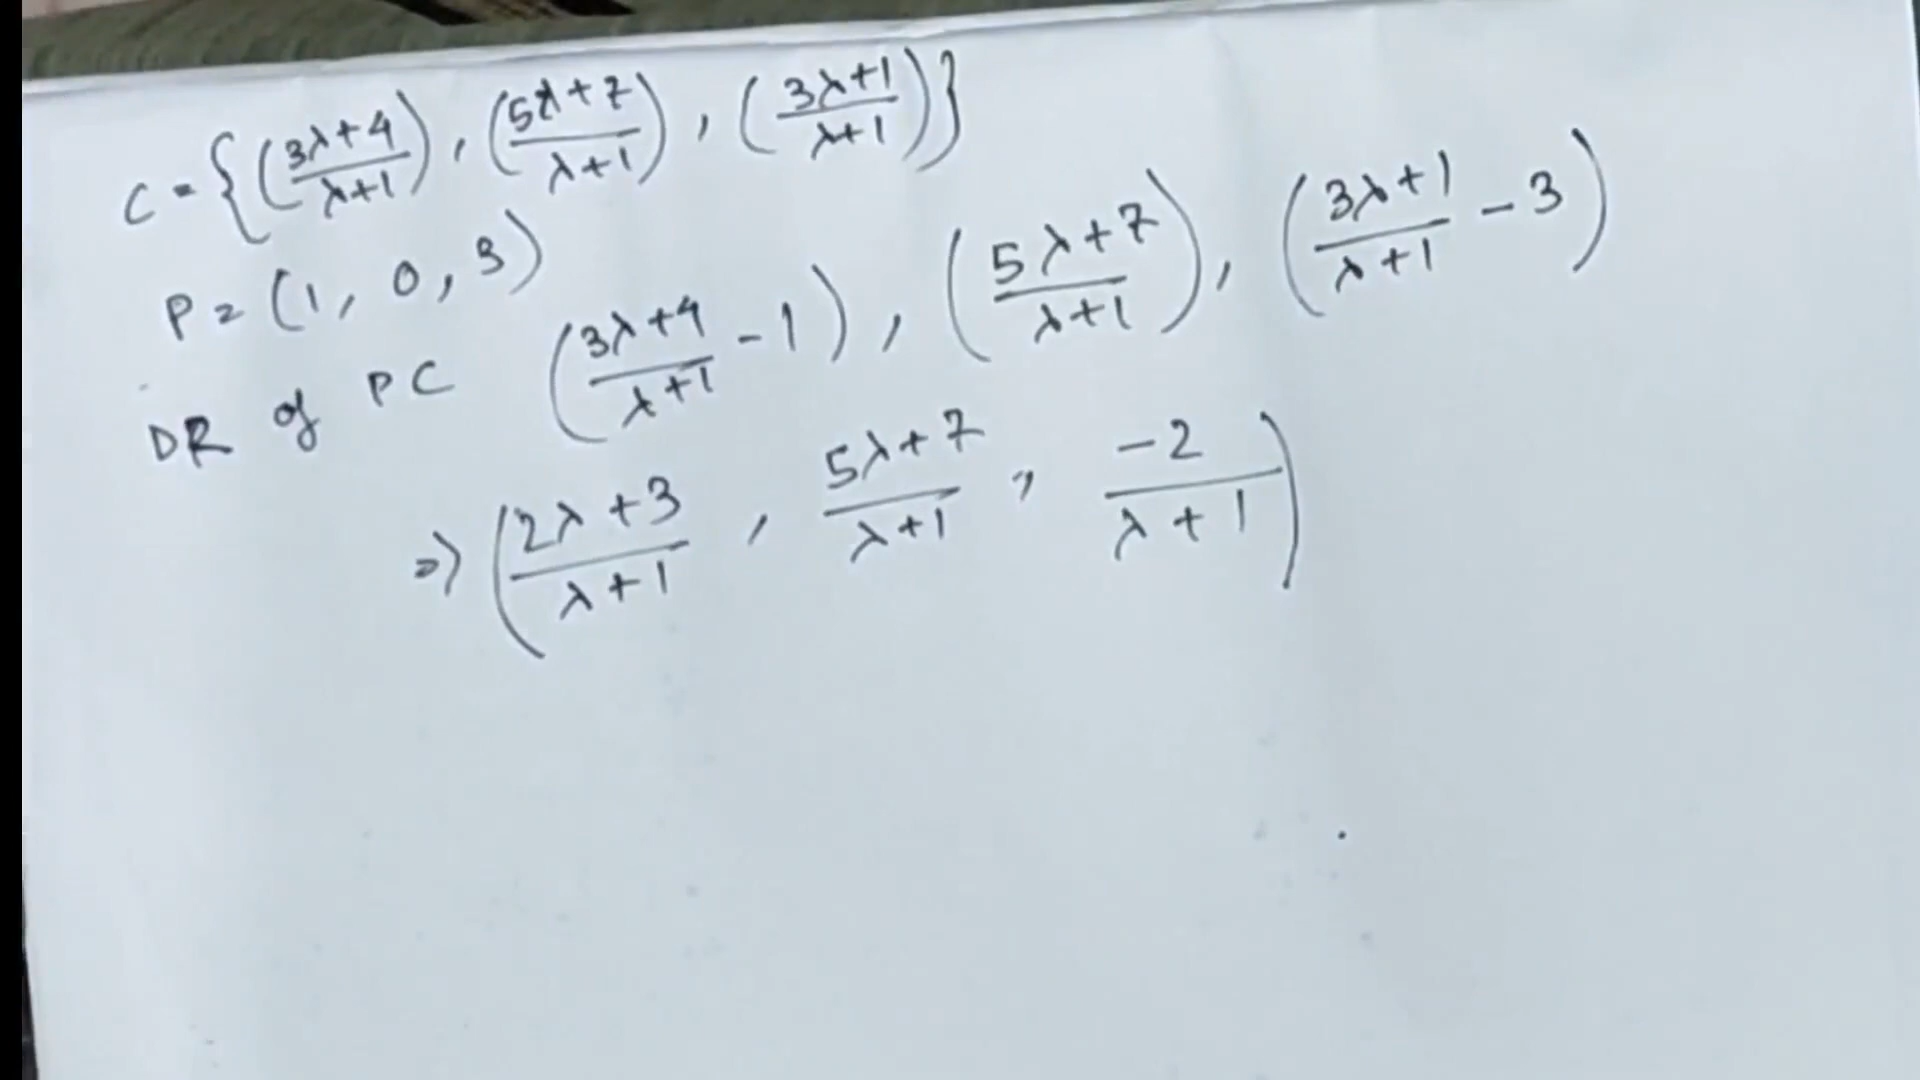 C = {(3λ+4/λ+1), (5λ+7/λ+1), (3λ+1/λ+1)}
P = (1, 0, 3)
DR of PC (3λ+4/λ+1 - 1), (5λ+7/λ+1), (3λ+1/λ+1 - 3)
⇒ (2λ+3/λ+1, 5λ+7/λ+1, -2/λ+1)